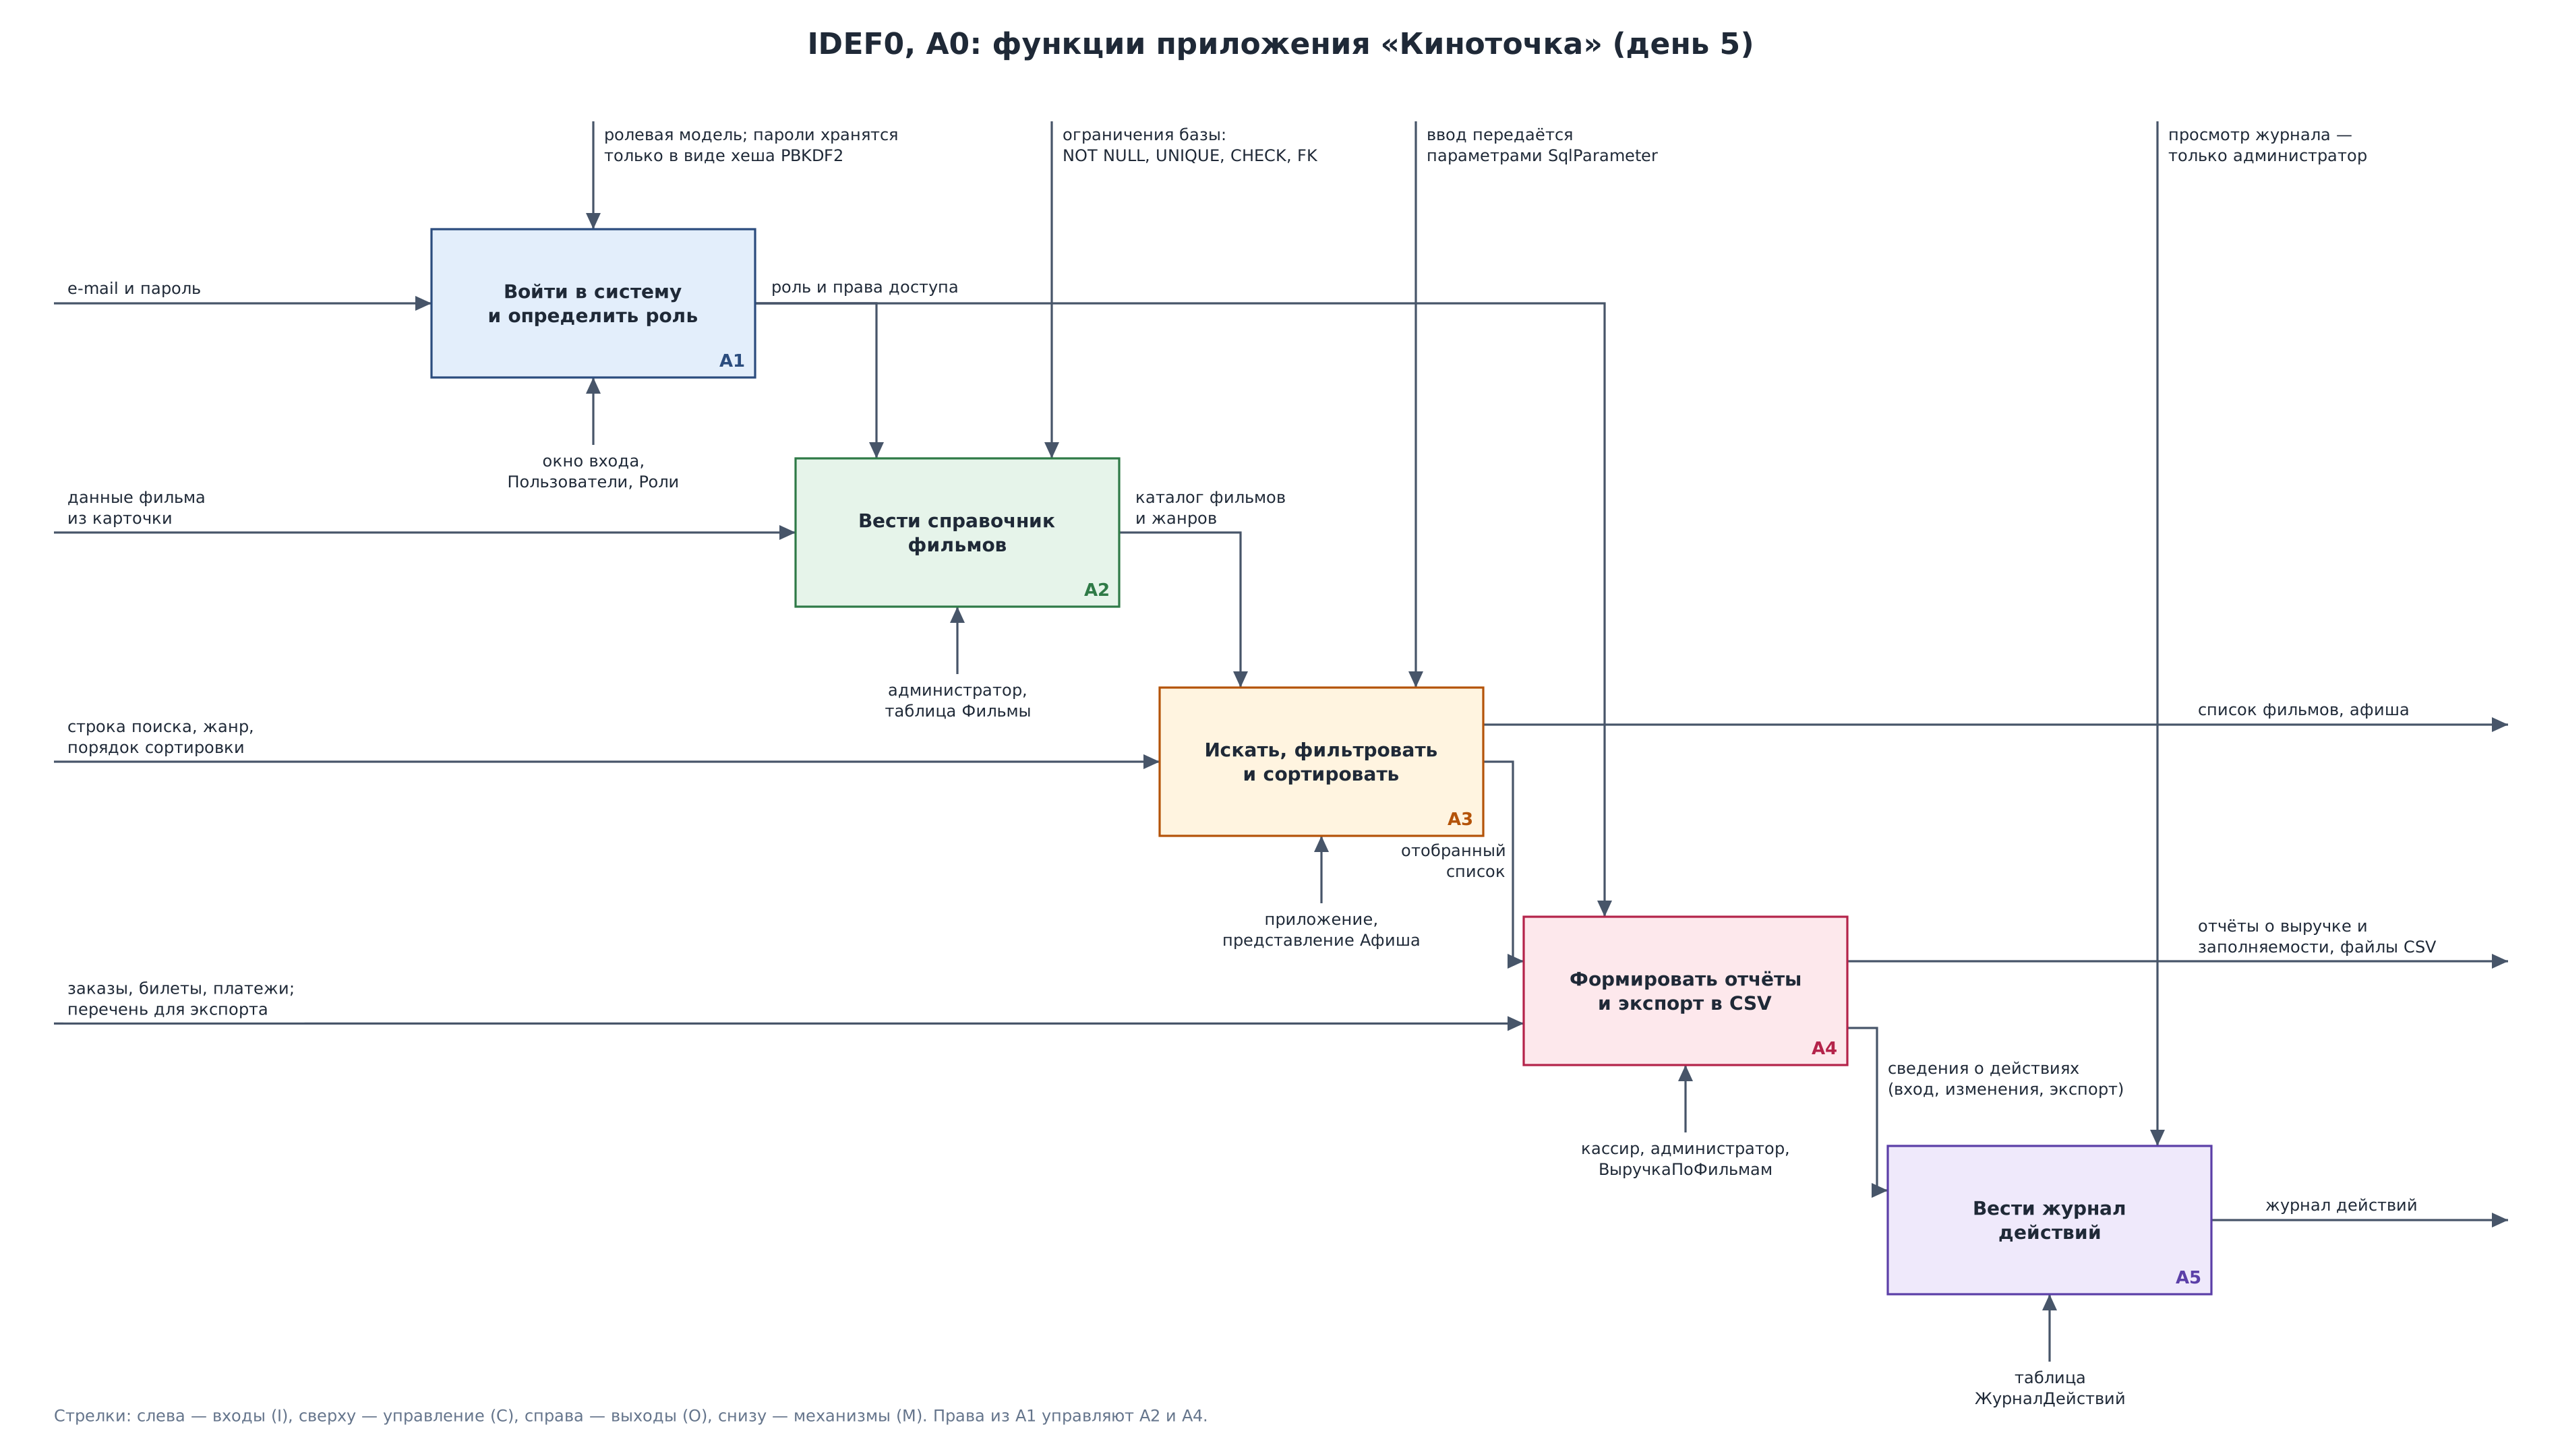 IDEF0, A0: функции приложения «Киноточка» (день 5)
ролевая модель; пароли хранятся
только в виде хеша PBKDF2
ограничения базы:
NOT NULL, UNIQUE, CHECK, FK
ввод передаётся
параметрами SqlParameter
просмотр журнала —
только администратор
e-mail и пароль
Войти в систему
и определить роль
A1
роль и права доступа
окно входа,
Пользователи, Роли
данные фильма
из карточки
Вести справочник
фильмов
A2
каталог фильмов
и жанров
администратор,
таблица Фильмы
строка поиска, жанр,
порядок сортировки
Искать, фильтровать
и сортировать
A3
список фильмов, афиша
отобранный
список
приложение,
представление Афиша
заказы, билеты, платежи;
перечень для экспорта
Формировать отчёты
и экспорт в CSV
A4
отчёты о выручке и
заполняемости, файлы CSV
сведения о действиях
(вход, изменения, экспорт)
кассир, администратор,
ВыручкаПоФильмам
Вести журнал
действий
A5
журнал действий
таблица
ЖурналДействий
Стрелки: слева — входы (I), сверху — управление (C), справа — выходы (O), снизу — механизмы (M). Права из A1 управляют A2 и A4.